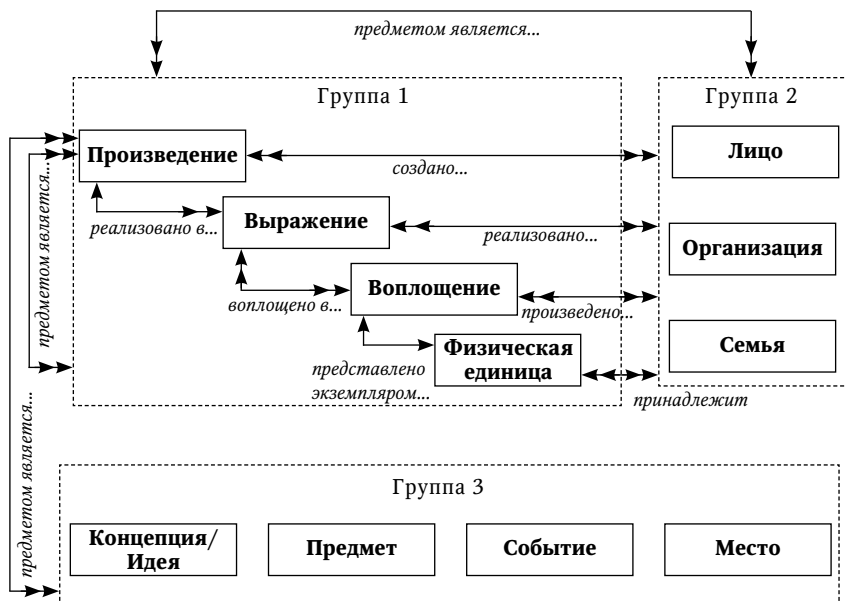 предметом является...
Группа 1
Группа 2
Произведение
создано...
Лицо
предметом является...
реализовано в...
Выражение
реализовано...
Организация
воплощено в...
Воплощение
произведено...
представлено
экземпляром...
Физическая
единица
Семья
принадлежит
предметом является...
Группа 3
Концепция/
Идея
Предмет
Событие
Место